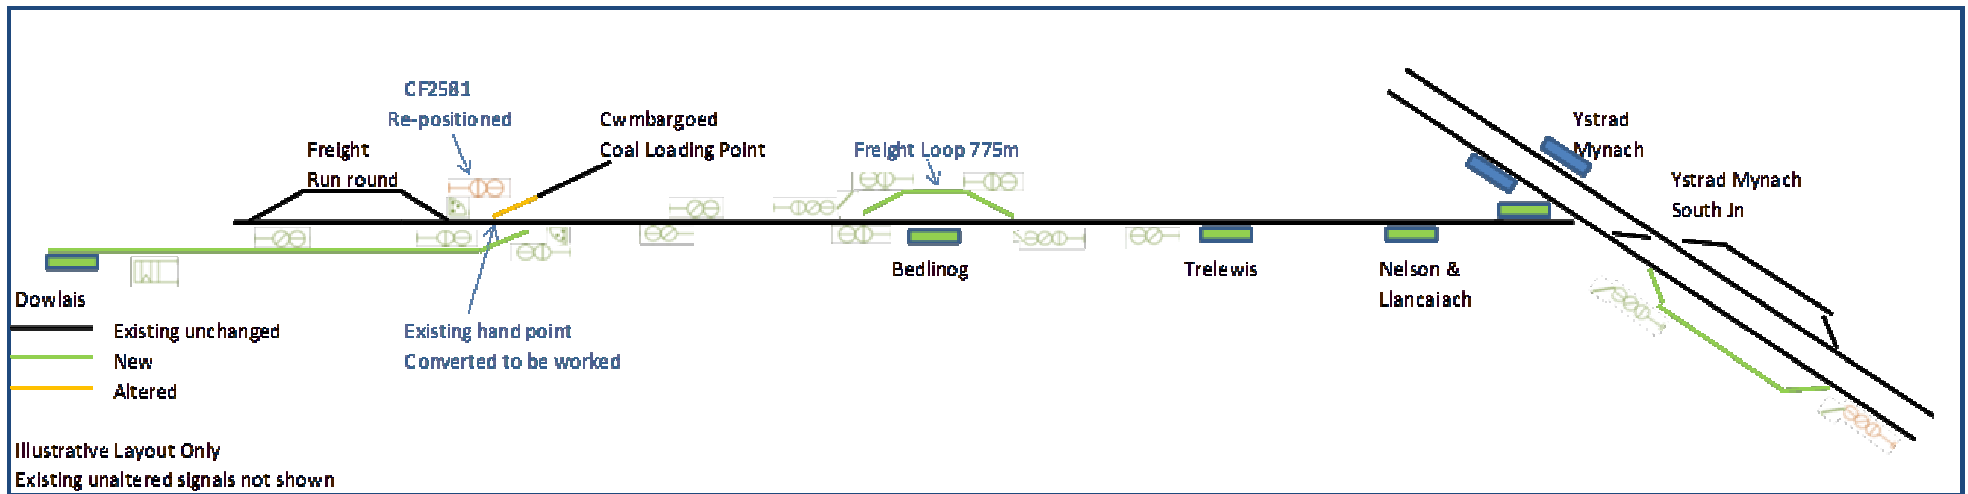 CF2581
Re-positioned
Cwmbargoed
Coal Loading Point
Freight
Run round
Freight Loop 775m
Ystrad
Mynach
Ystrad Mynach
South Jn
Bedlinog
Trelewis
Nelson &
Llancaiach
Dowlais
Existing unchanged
New
Altered
Existing hand point
Converted to be worked
Illustrative Layout Only
Existing unaltered signals not shown